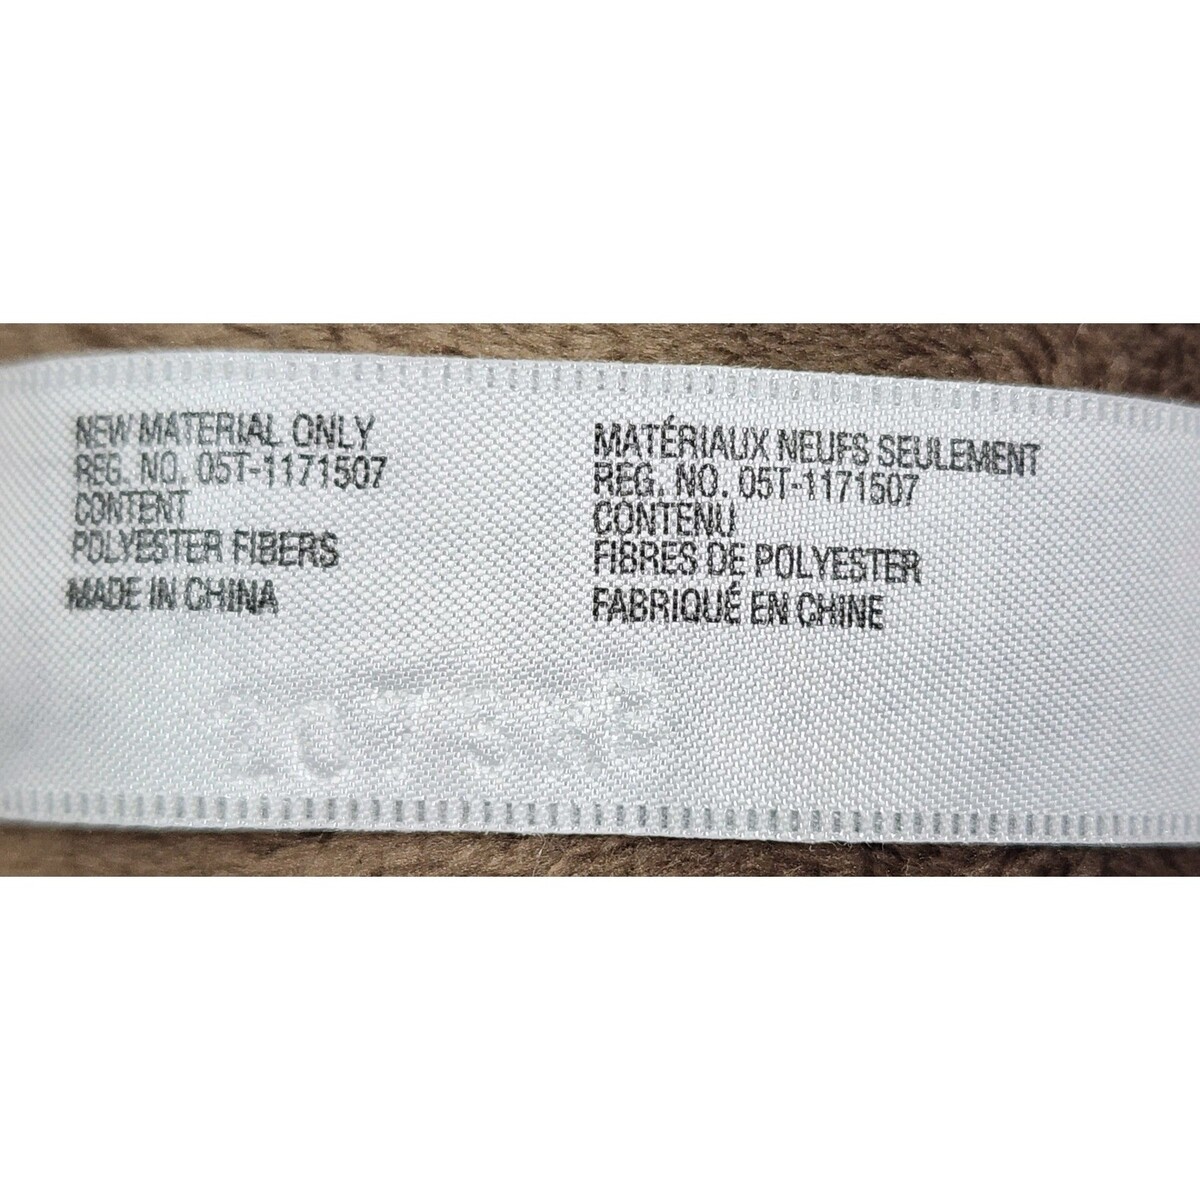 NEW MATERIAL ONLY
REG. NO. 05T-1171507
CONTENT
POLYESTER FIBERS
MADE IN CHINA
MATÉRIAUX NEUFS SEULEMENT
REG. NO. 05T-1171507
CONTENU
FIBRES DE POLYESTER
FABRIQUÉ EN CHINE